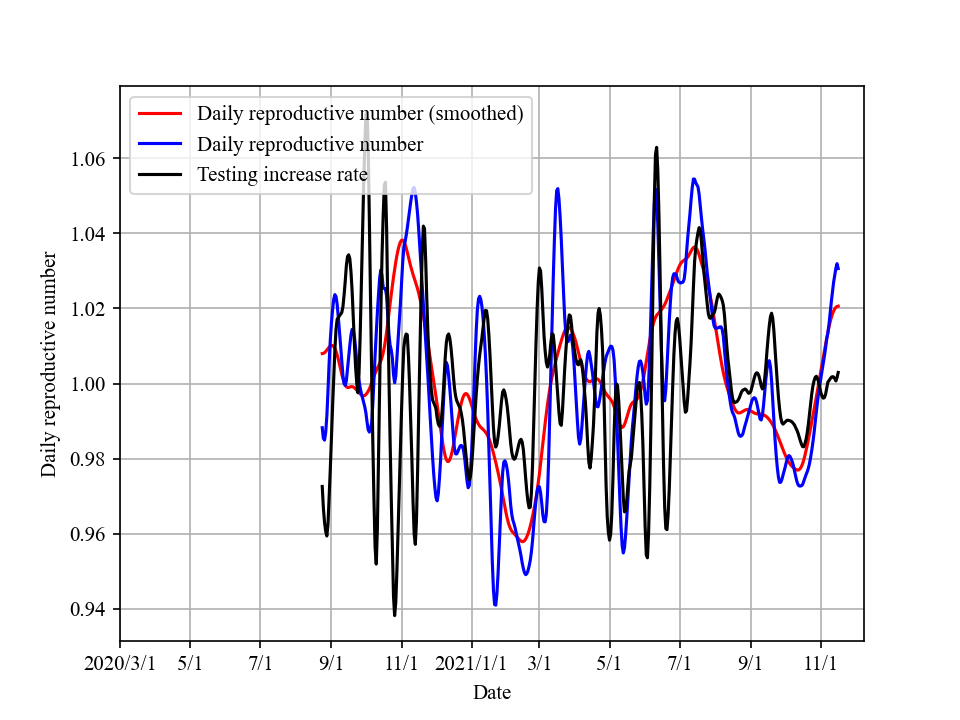 Daily reproductive number (smoothed)
Daily reproductive number
Testing increase rate
1.06
1.04
1.02
1.00
0.98
0.96
0.94
Daily reproductive number
2020/3/1 5/1 7/1 9/1 11/1 2021/1/1 3/1 5/1 7/1 9/1 11/1
Date